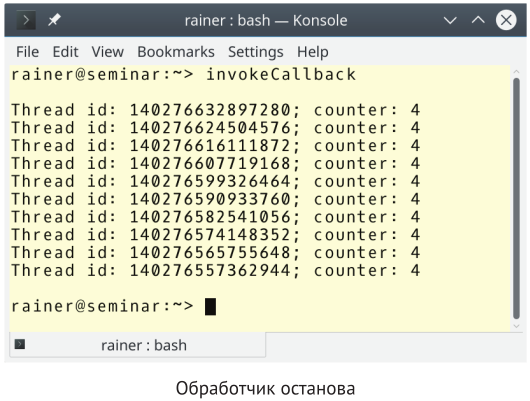 rainer : bash — Konsole
File Edit View Bookmarks Settings Help
rainer@seminar:~> invokeCallback
Thread id: 140276632897280; counter: 4
Thread id: 140276624504576; counter: 4
Thread id: 140276616111872; counter: 4
Thread id: 140276607719168; counter: 4
Thread id: 140276599326464; counter: 4
Thread id: 140276590933760; counter: 4
Thread id: 140276582541056; counter: 4
Thread id: 140276574148352; counter: 4
Thread id: 140276565755648; counter: 4
Thread id: 140276557362944; counter: 4
rainer@seminar:~>
rainer : bash
Обработчик останова